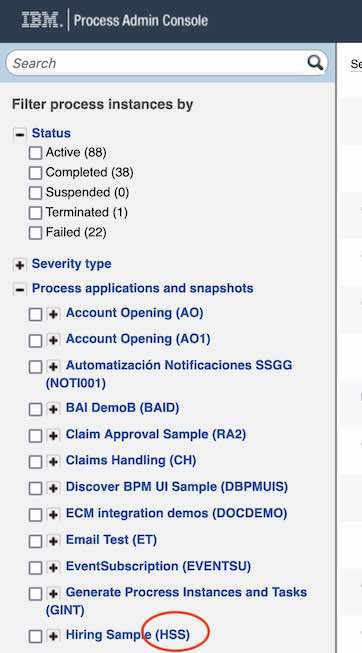 IBM. Process Admin Console
Search
Se
Filter process instances by
Status
Active (88)
Completed (38)
Suspended (0)
Terminated (1)
Failed (22)
Severity type
Process applications and snapshots
Account Opening (AO)
Account Opening (AO1)
Automatización Notificaciones SSGG
(NOTI001)
BAI DemoB (BAID)
Claim Approval Sample (RA2)
Claims Handling (CH)
Discover BPM UI Sample (DBPMUIS)
ECM integration demos (DOCDEMO)
Email Test (ET)
EventSubscription (EVENTSU)
Generate Process Instances and Tasks
(GINT)
Hiring Sample (HSS)